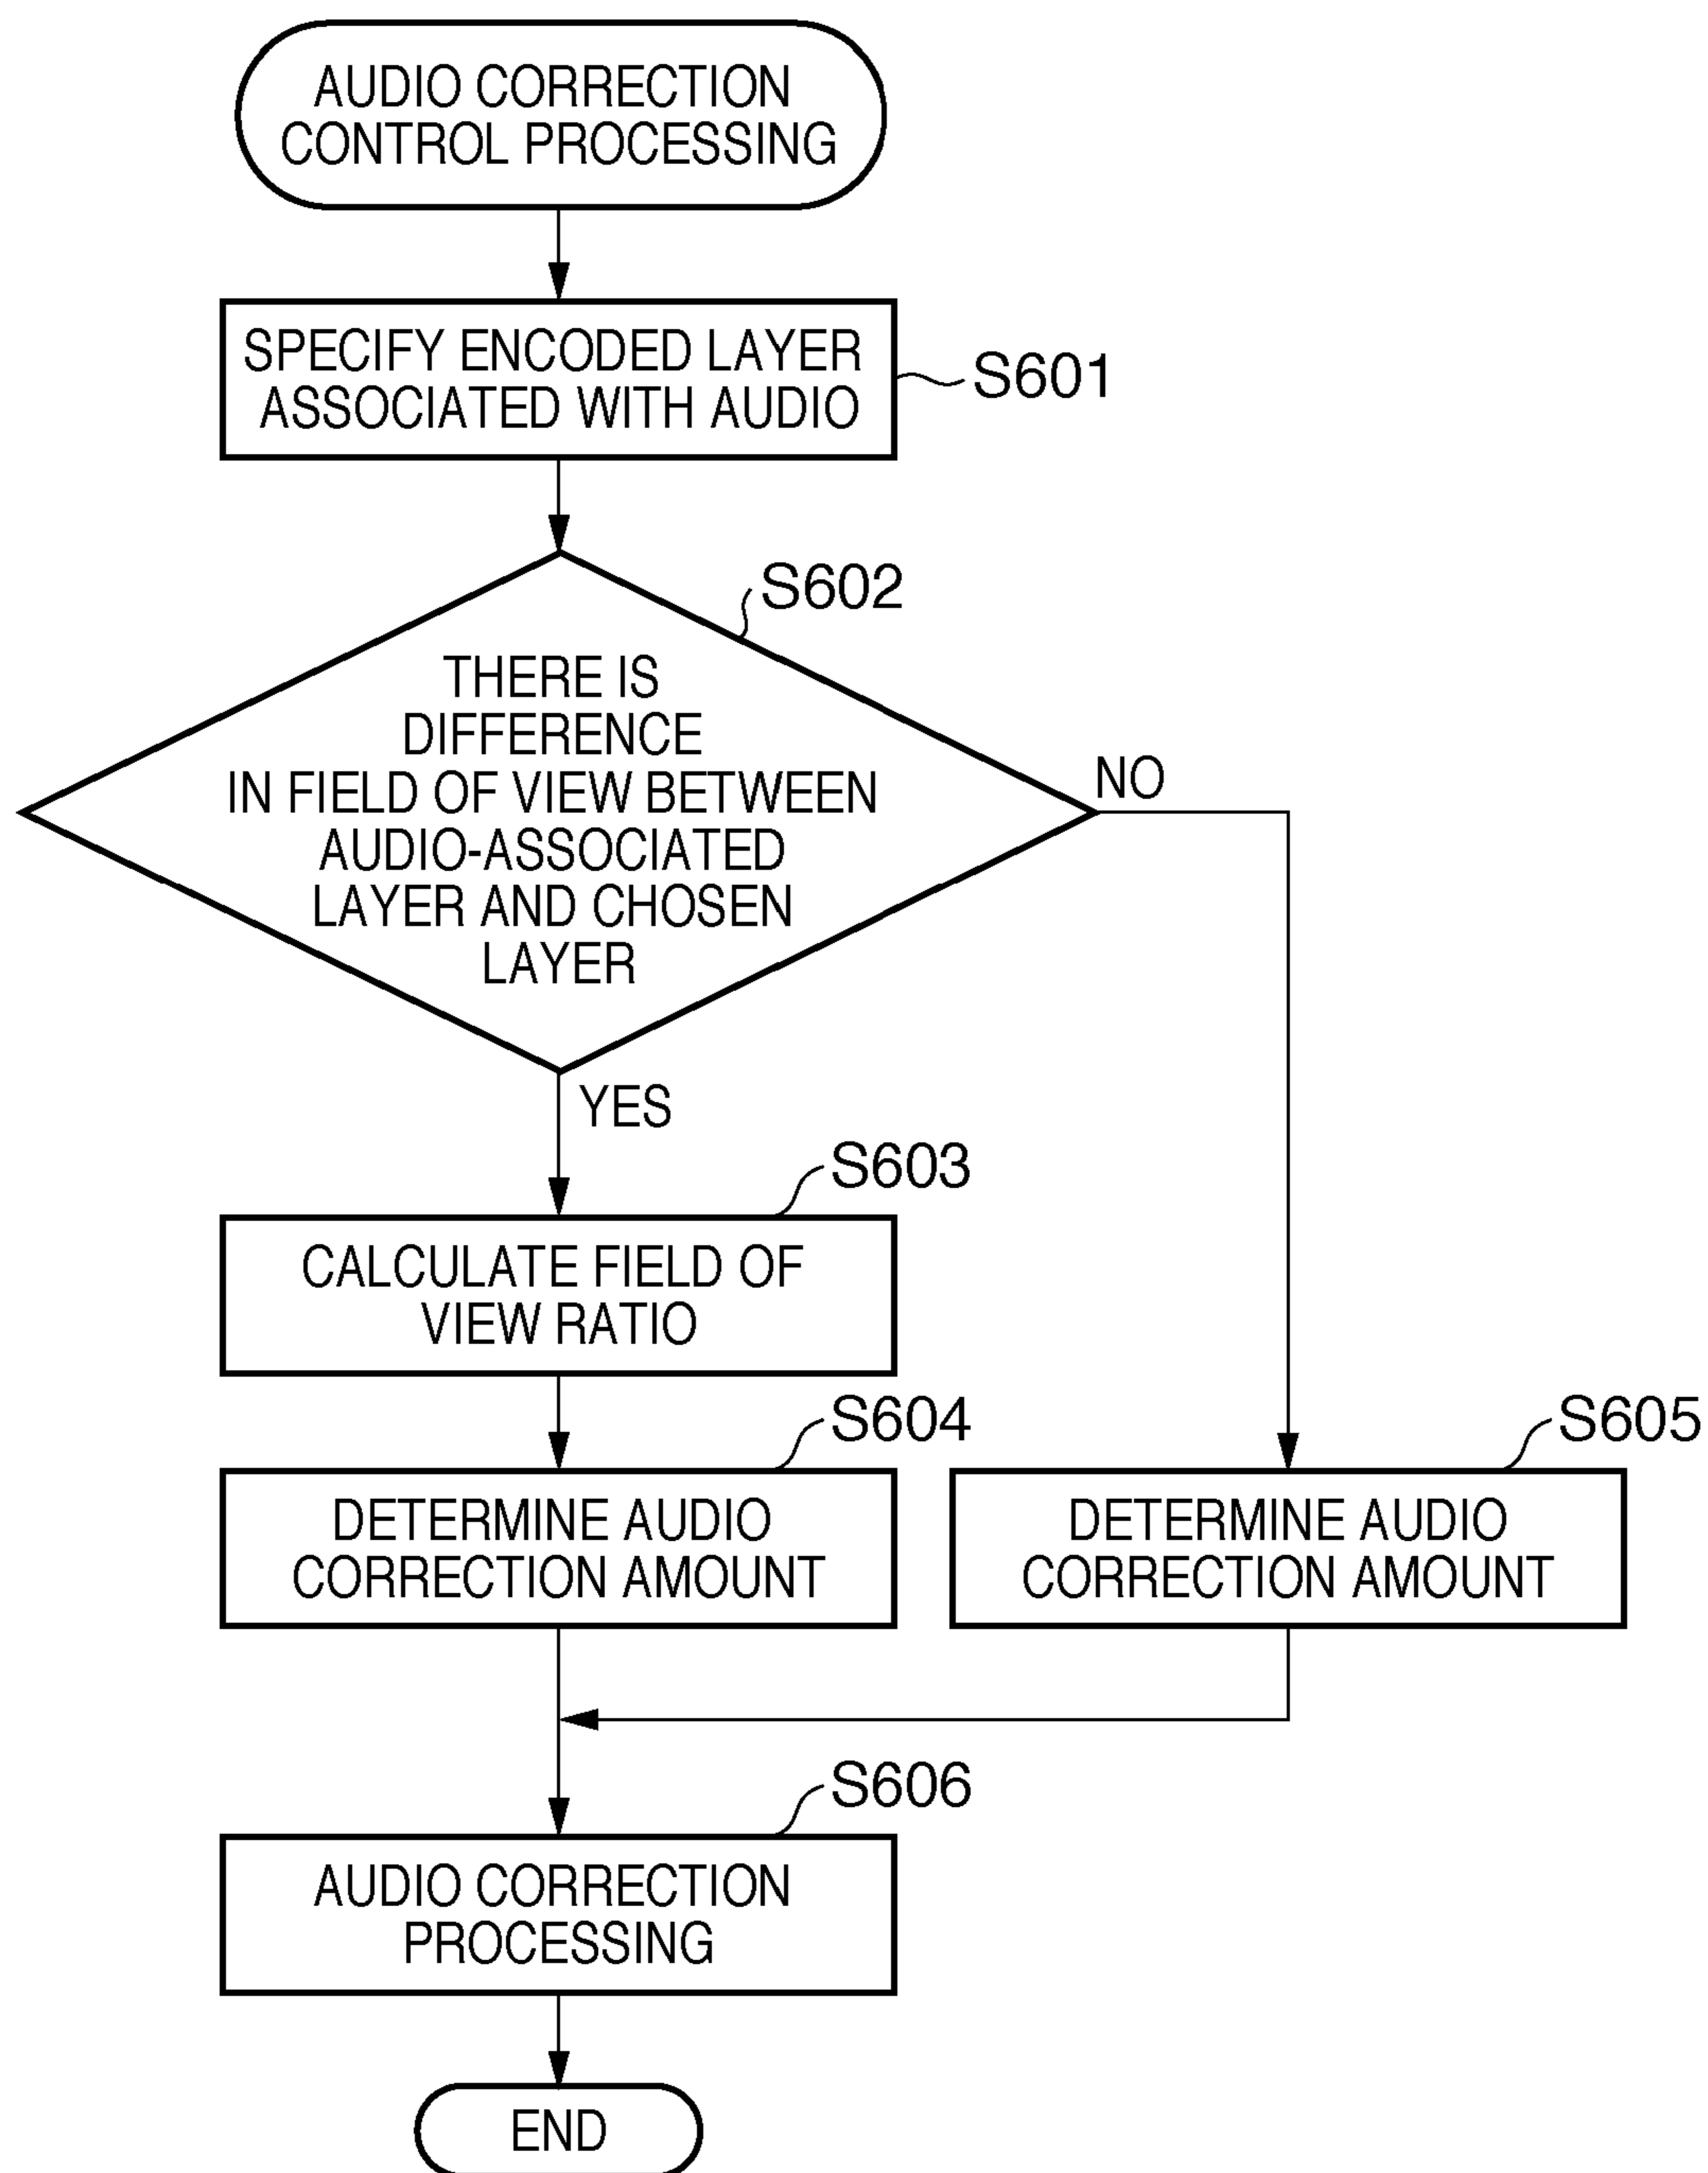 AUDIO CORRECTION
CONTROL PROCESSING
SPECIFY ENCODED LAYER
ASSOCIATED WITH AUDIO
S601
S602
THERE IS
DIFFERENCE
IN FIELD OF VIEW BETWEEN
AUDIO-ASSOCIATED
LAYER AND CHOSEN
LAYER
NO
YES
S603
CALCULATE FIELD OF
VIEW RATIO
S604
DETERMINE AUDIO
CORRECTION AMOUNT
S605
DETERMINE AUDIO
CORRECTION AMOUNT
S606
AUDIO CORRECTION
PROCESSING
END